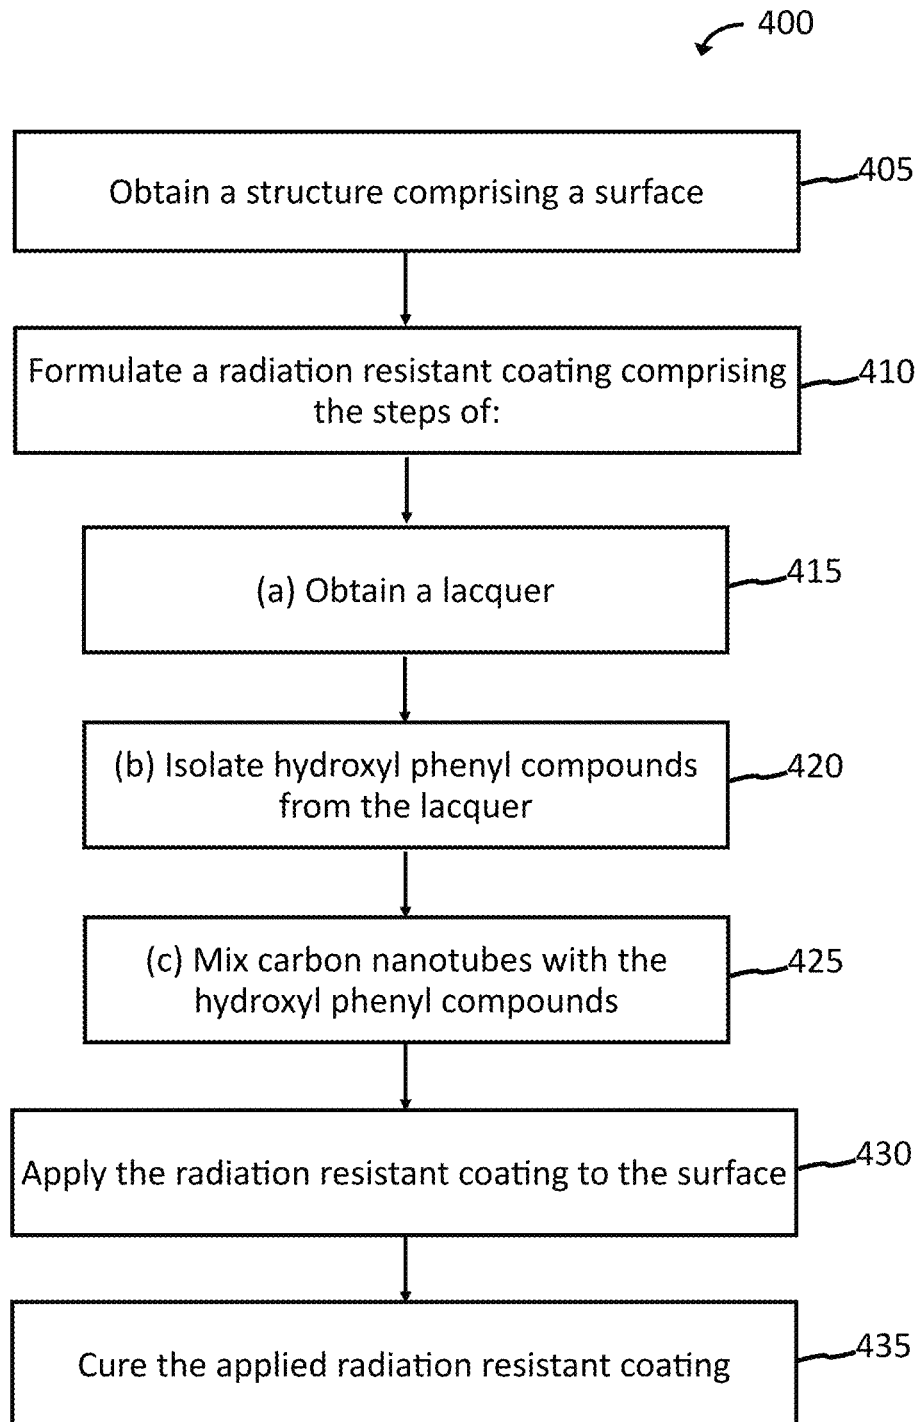 400
Obtain a structure comprising a surface
405
Formulate a radiation resistant coating comprising
the steps of:
410
(a) Obtain a lacquer
415
(b) Isolate hydroxyl phenyl compounds
from the lacquer
420
(c) Mix carbon nanotubes with the
hydroxyl phenyl compounds
425
Apply the radiation resistant coating to the surface
430
Cure the applied radiation resistant coating
435